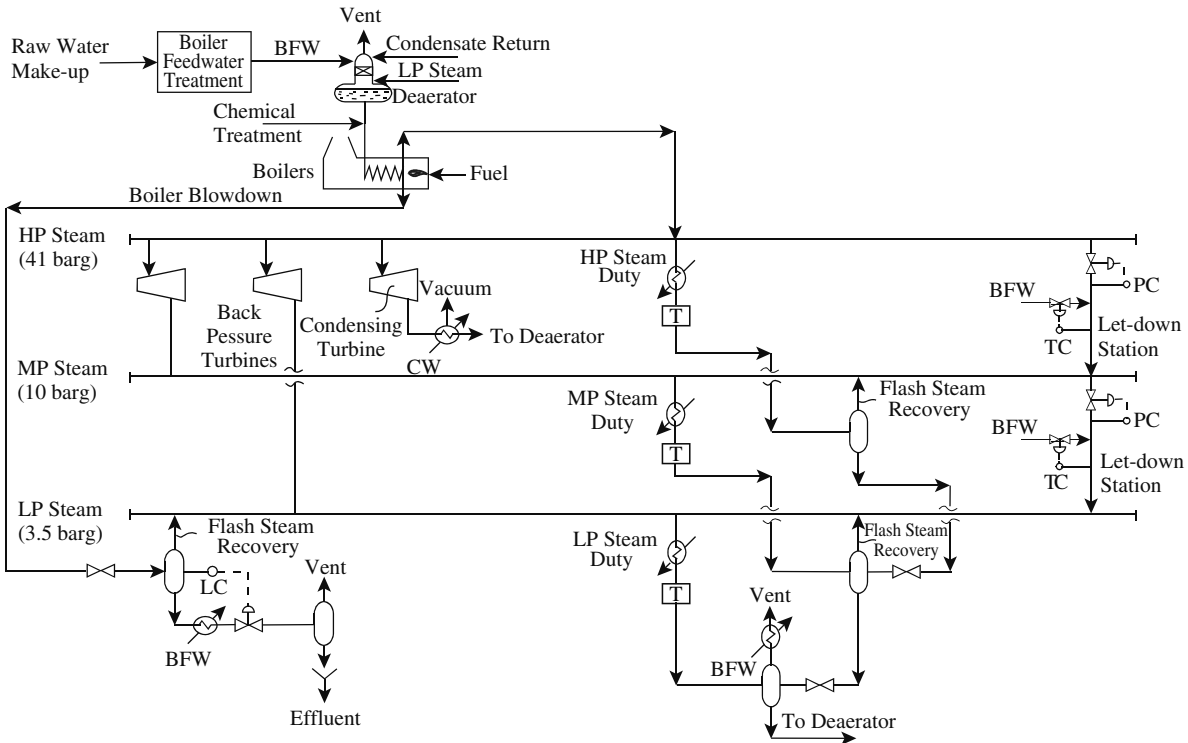 Vent
Raw Water
Make-up
Boiler
Feedwater
Treatment
BFW
Condensate Return
LP Steam
Deaerator
Chemical
Treatment
Boilers
Fuel
Boiler Blowdown
HP Steam
(41 barg)
HP Steam
Duty
T
BFW
PC
TC
Let-down
Station
Back
Pessure
Turbines
Condensing
Turbine
Vacuum
CW
To Deaerator
MP Steam
(10 barg)
MP Steam
Duty
T
Flash Steam
Recovery
BFW
PC
TC
Let-down
Station
LP Steam
(3.5 barg)
Flash Steam
Recovery
LC
Vent
BFW
Effluent
LP Steam
Duty
T
Flash Steam
Recovery
Vent
BFW
To Deaerator